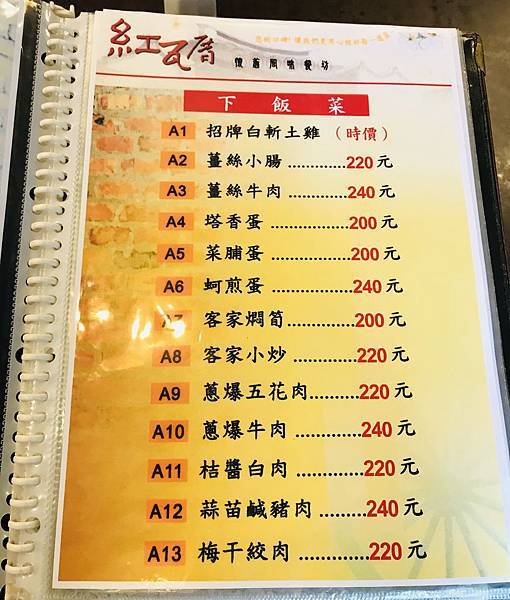 紅瓦厝
懷舊風味餐坊
下飯菜
A1 招牌白斬土雞（時價）
A2 薑絲小腸.............220元
A3 薑絲牛肉.............240元
A4 塔香蛋..................200元
A5 菜脯蛋..................200元
A6 蚵煎蛋...................240元
A7 客家燜筍...............200元
A8 客家小炒...............220元
A9 蔥爆五花肉...........220元
A10 蔥爆牛肉..............240元
A11 桔醬白肉...............220元
A12 蒜苗鹹豬肉..........240元
A13 梅干絞肉...............220元